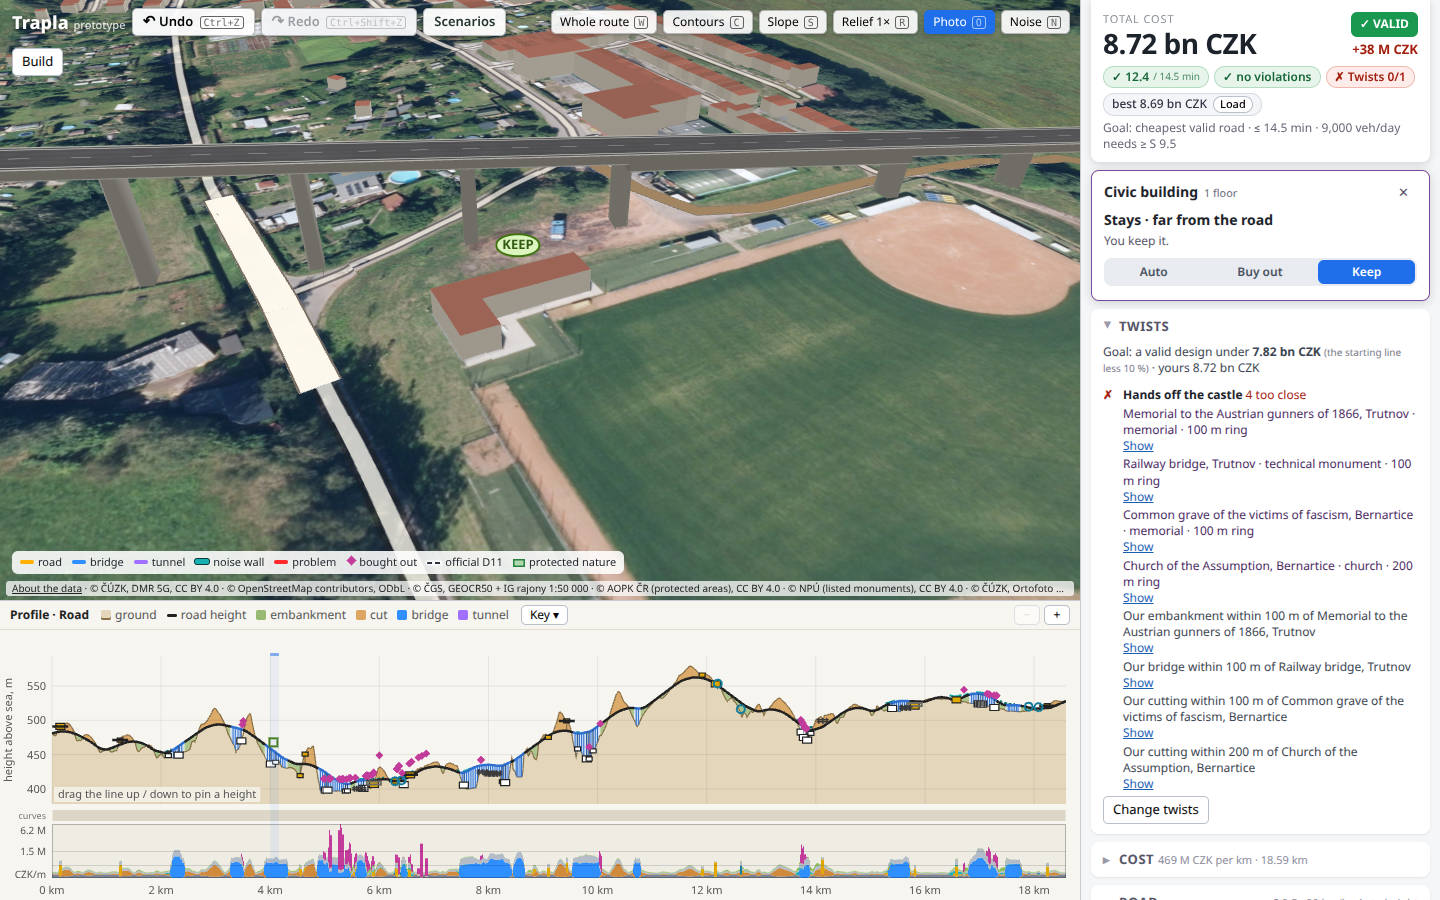 Trapla prototype
↶ Undo Ctrl+Z
↷ Redo Ctrl+Shift+Z
Scenarios
Whole route W
Contours C
Slope S
Relief 1× R
Photo O
Noise N
Build
KEEP
road bridge tunnel noise wall problem bought out official D11 protected nature
About the data · © ČÚZK, DMR 5G, CC BY 4.0 · © OpenStreetMap contributors, ODbL · © ČGS, GEOCR50 + IG rajony 1:50 000 · © AOPK ČR (protected areas), CC BY 4.0 · © NPÚ (listed monuments), CC BY 4.0 · © ČÚZK, Ortofoto ...
Profile · Road ground road height embankment cut bridge tunnel Key ▾
− +
height above sea, m
550
500
450
400
drag the line up / down to pin a height
curves
6.2 M
1.5 M
CZK/m
0 km 2 km 4 km 6 km 8 km 10 km 12 km 14 km 16 km 18 km
TOTAL COST
✓ VALID
8.72 bn CZK
+38 M CZK
✓ 12.4 / 14.5 min
✓ no violations
✗ Twists 0/1
best 8.69 bn CZK Load
Goal: cheapest valid road · ≤ 14.5 min · 9,000 veh/day
needs ≥ S 9.5
Civic building 1 floor ✕
Stays · far from the road
You keep it.
Auto Buy out Keep
▼ TWISTS
Goal: a valid design under 7.82 bn CZK (the starting line
less 10 %) · yours 8.72 bn CZK
✗ Hands off the castle 4 too close
Memorial to the Austrian gunners of 1866, Trutnov ·
memorial · 100 m ring
Show
Railway bridge, Trutnov · technical monument · 100
m ring
Show
Common grave of the victims of fascism, Bernartice
· memorial · 100 m ring
Show
Church of the Assumption, Bernartice · church · 200
m ring
Show
Our embankment within 100 m of Memorial to the
Austrian gunners of 1866, Trutnov
Show
Our bridge within 100 m of Railway bridge, Trutnov
Show
Our cutting within 100 m of Common grave of the
victims of fascism, Bernartice
Show
Our cutting within 200 m of Church of the
Assumption, Bernartice
Show
Change twists
▶ COST 469 M CZK per km · 18.59 km